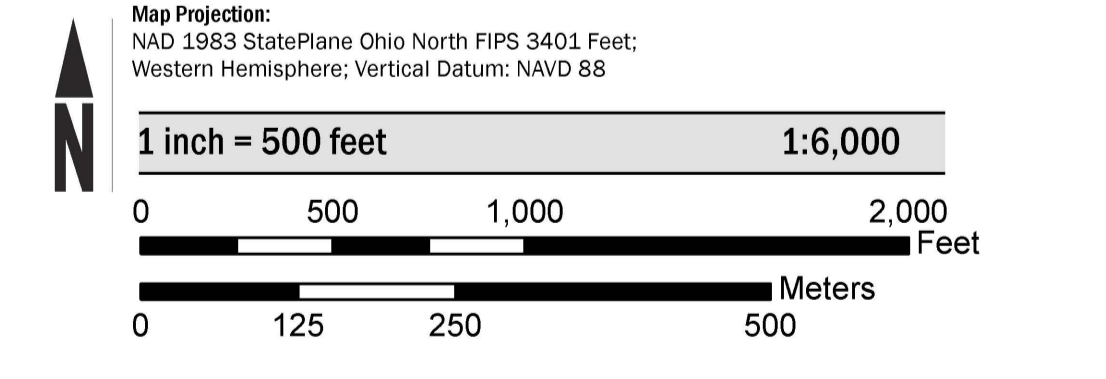 Map Projection:
NAD 1983 StatePlane Ohio North FIPS 3401 Feet;
Western Hemisphere; Vertical Datum: NAVD 88
N
1 inch = 500 feet 1:6,000
0 500 1,000 2,000
Feet
Meters
0 125 250 500